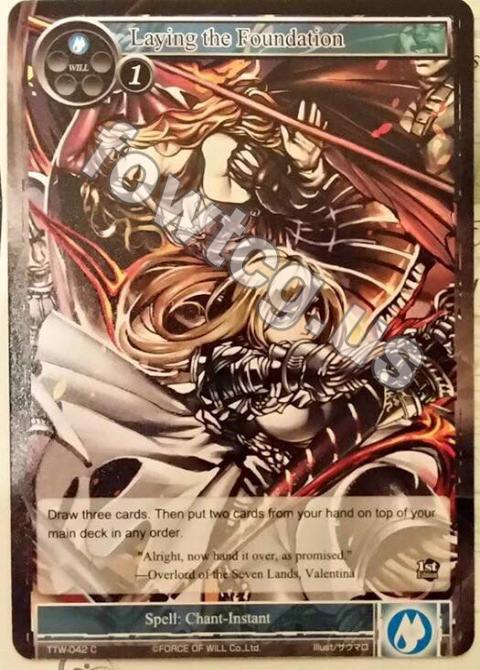 Laying the Foundation
WILL
1
fowtcg.us
Draw three cards. Then put two cards from your hand on top of your
main deck in any order.
"Alright, now hand it over, as promised."
—Overlord of the Seven Lands, Valentina
1st
Edition
Spell: Chant-Instant
TTW-042 C
©FORCE OF WILL Co.,Ltd.
Illust/サクマロ